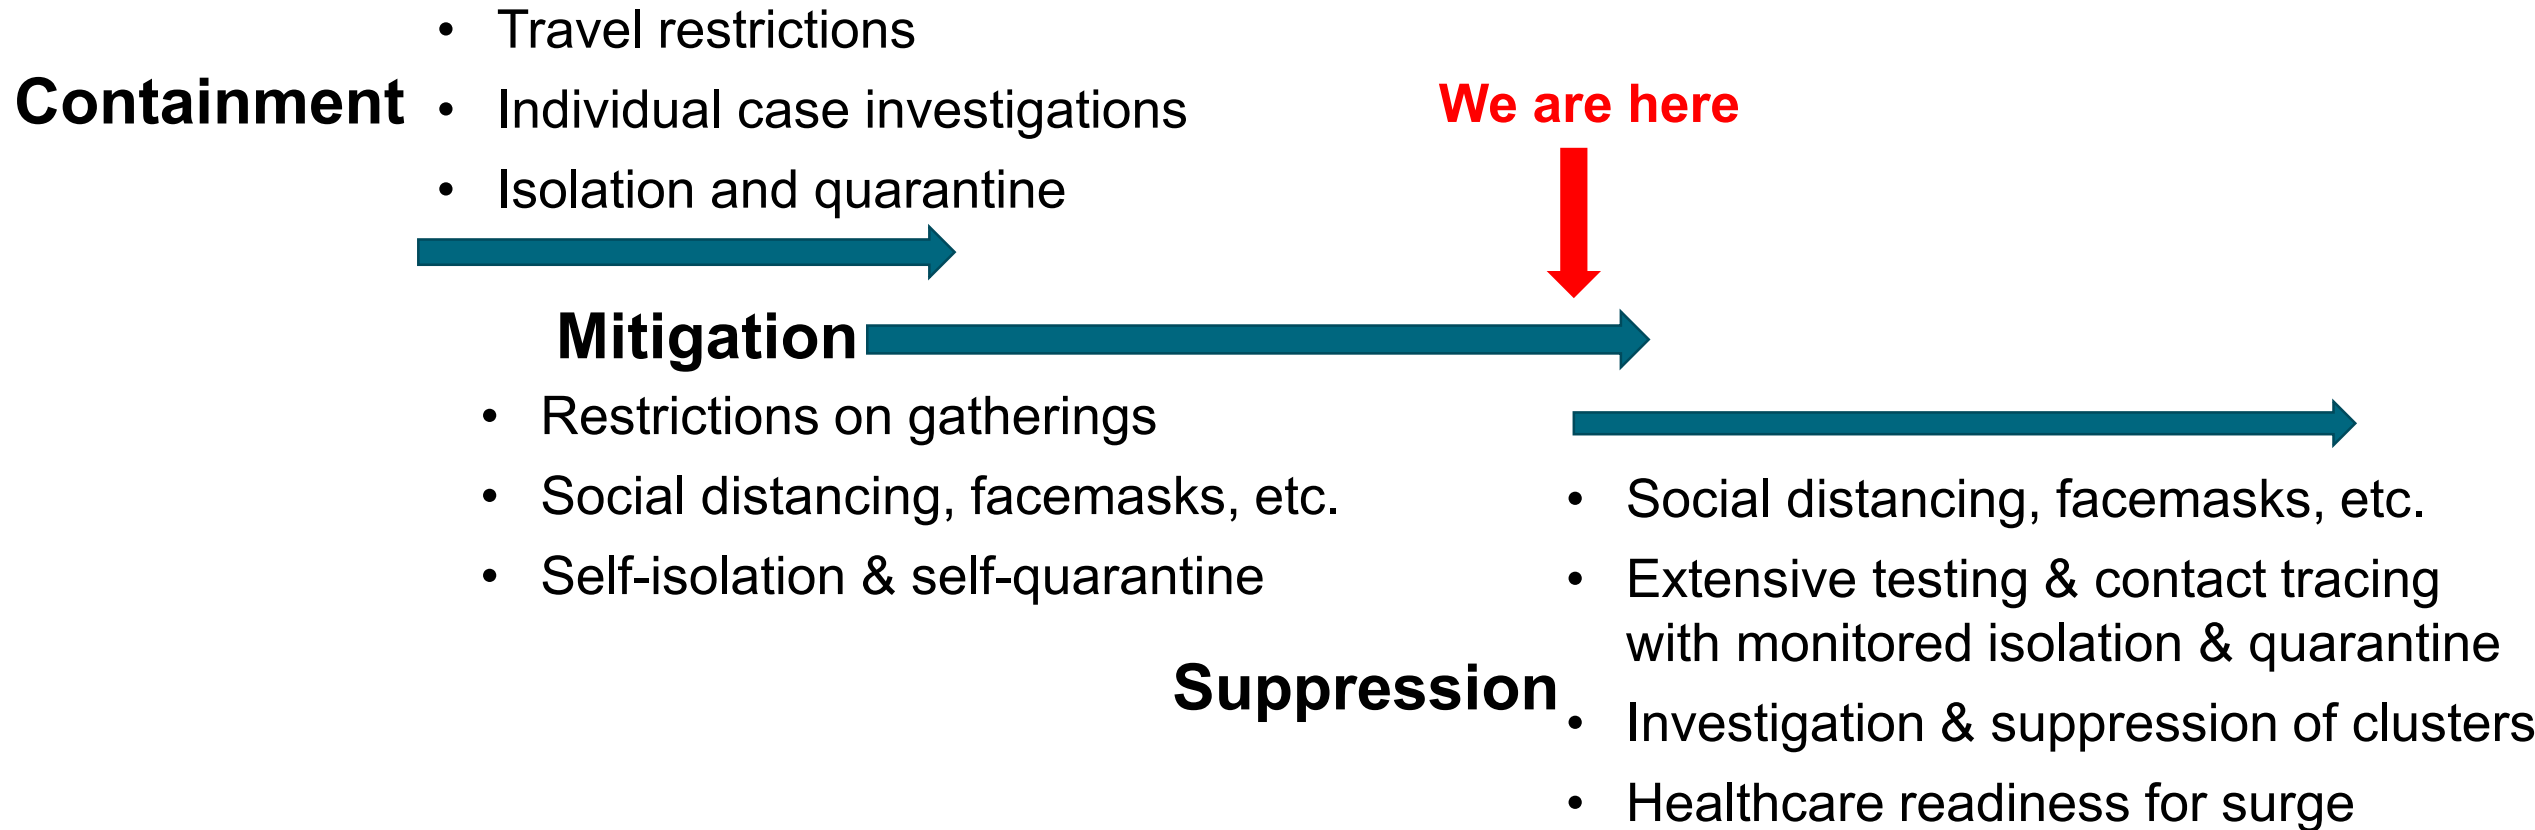 Containment
• Travel restrictions
• Individual case investigations
• Isolation and quarantine
We are here
Mitigation
• Restrictions on gatherings
• Social distancing, facemasks, etc.
• Self-isolation & self-quarantine
Suppression
• Social distancing, facemasks, etc.
• Extensive testing & contact tracing
with monitored isolation & quarantine
• Investigation & suppression of clusters
• Healthcare readiness for surge